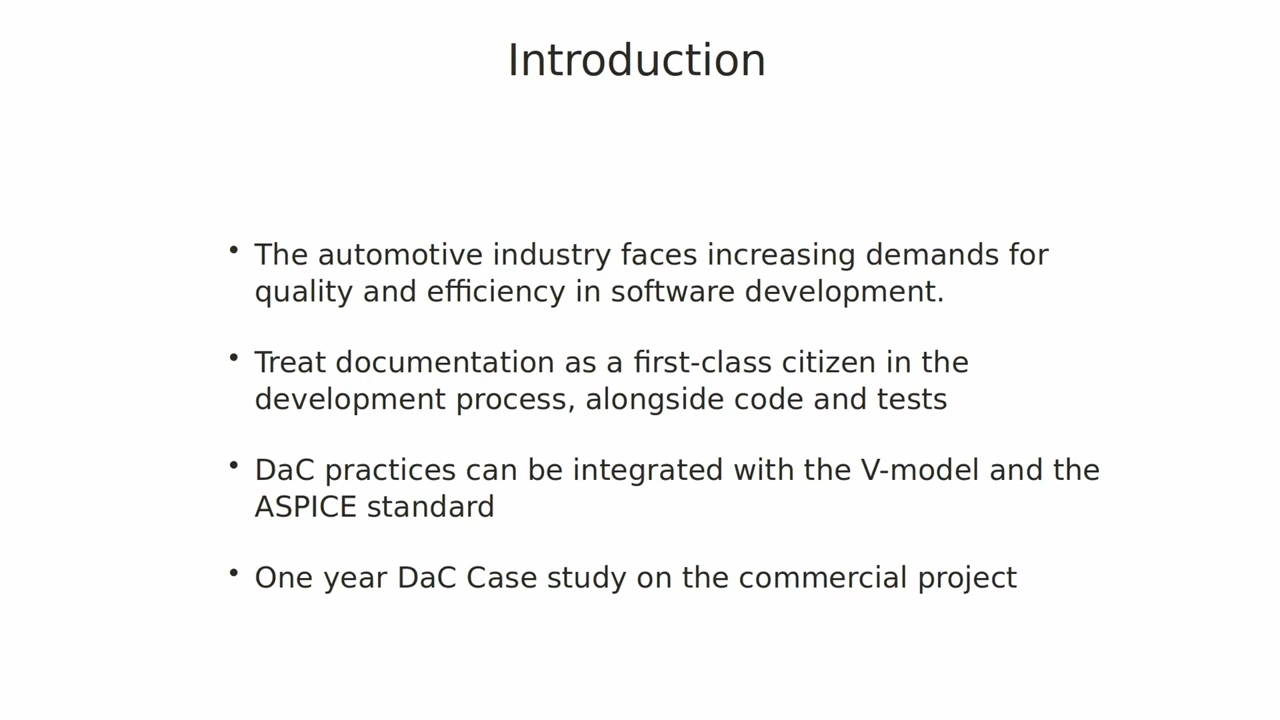 Introduction
• The automotive industry faces increasing demands for
quality and efficiency in software development.
• Treat documentation as a first-class citizen in the
development process, alongside code and tests
• DaC practices can be integrated with the V-model and the
ASPICE standard
• One year DaC Case study on the commercial project